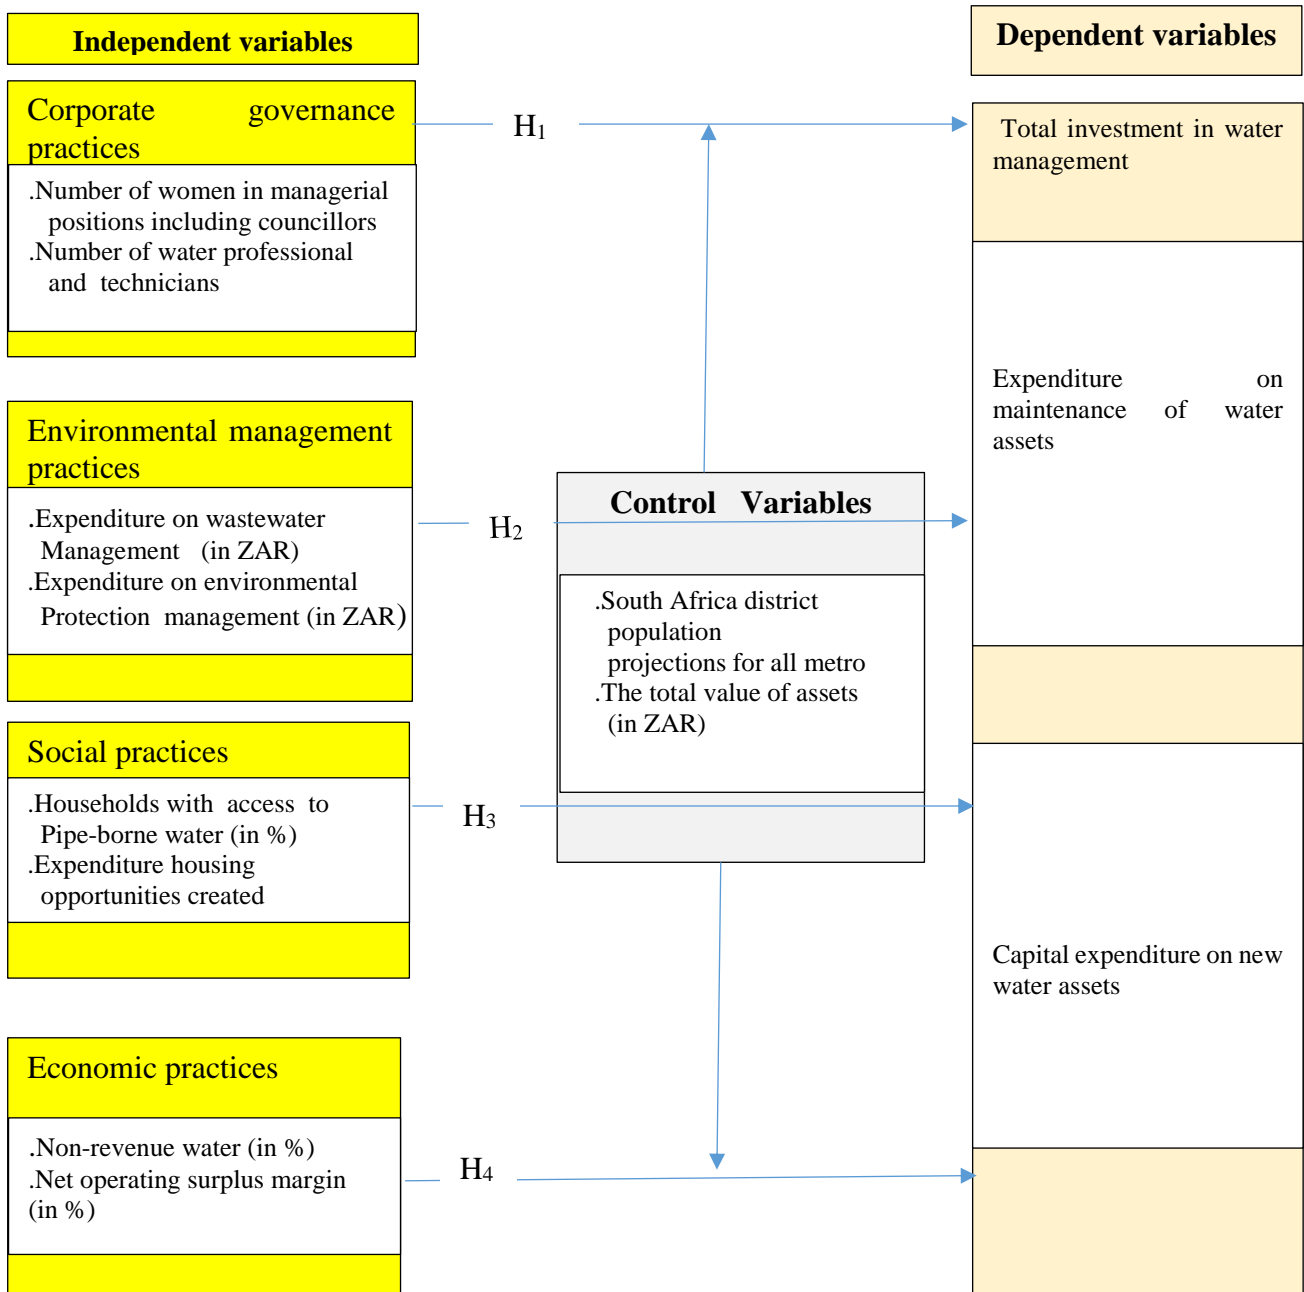 Independent variables
Corporate governance
practices
.Number of women in managerial
positions including councillors
.Number of water professional
and technicians
H1
Environmental management
practices
.Expenditure on wastewater
Management (in ZAR)
.Expenditure on environmental
Protection management (in ZAR)
H2
Social practices
.Households with access to
Pipe-borne water (in %)
.Expenditure housing
opportunities created
H3
Economic practices
.Non-revenue water (in %)
.Net operating surplus margin
(in %)
H4
Control Variables
.South Africa district
population
projections for all metro
.The total value of assets
(in ZAR)
Dependent variables
Total investment in water
management
Expenditure on
maintenance of water
assets
Capital expenditure on new
water assets